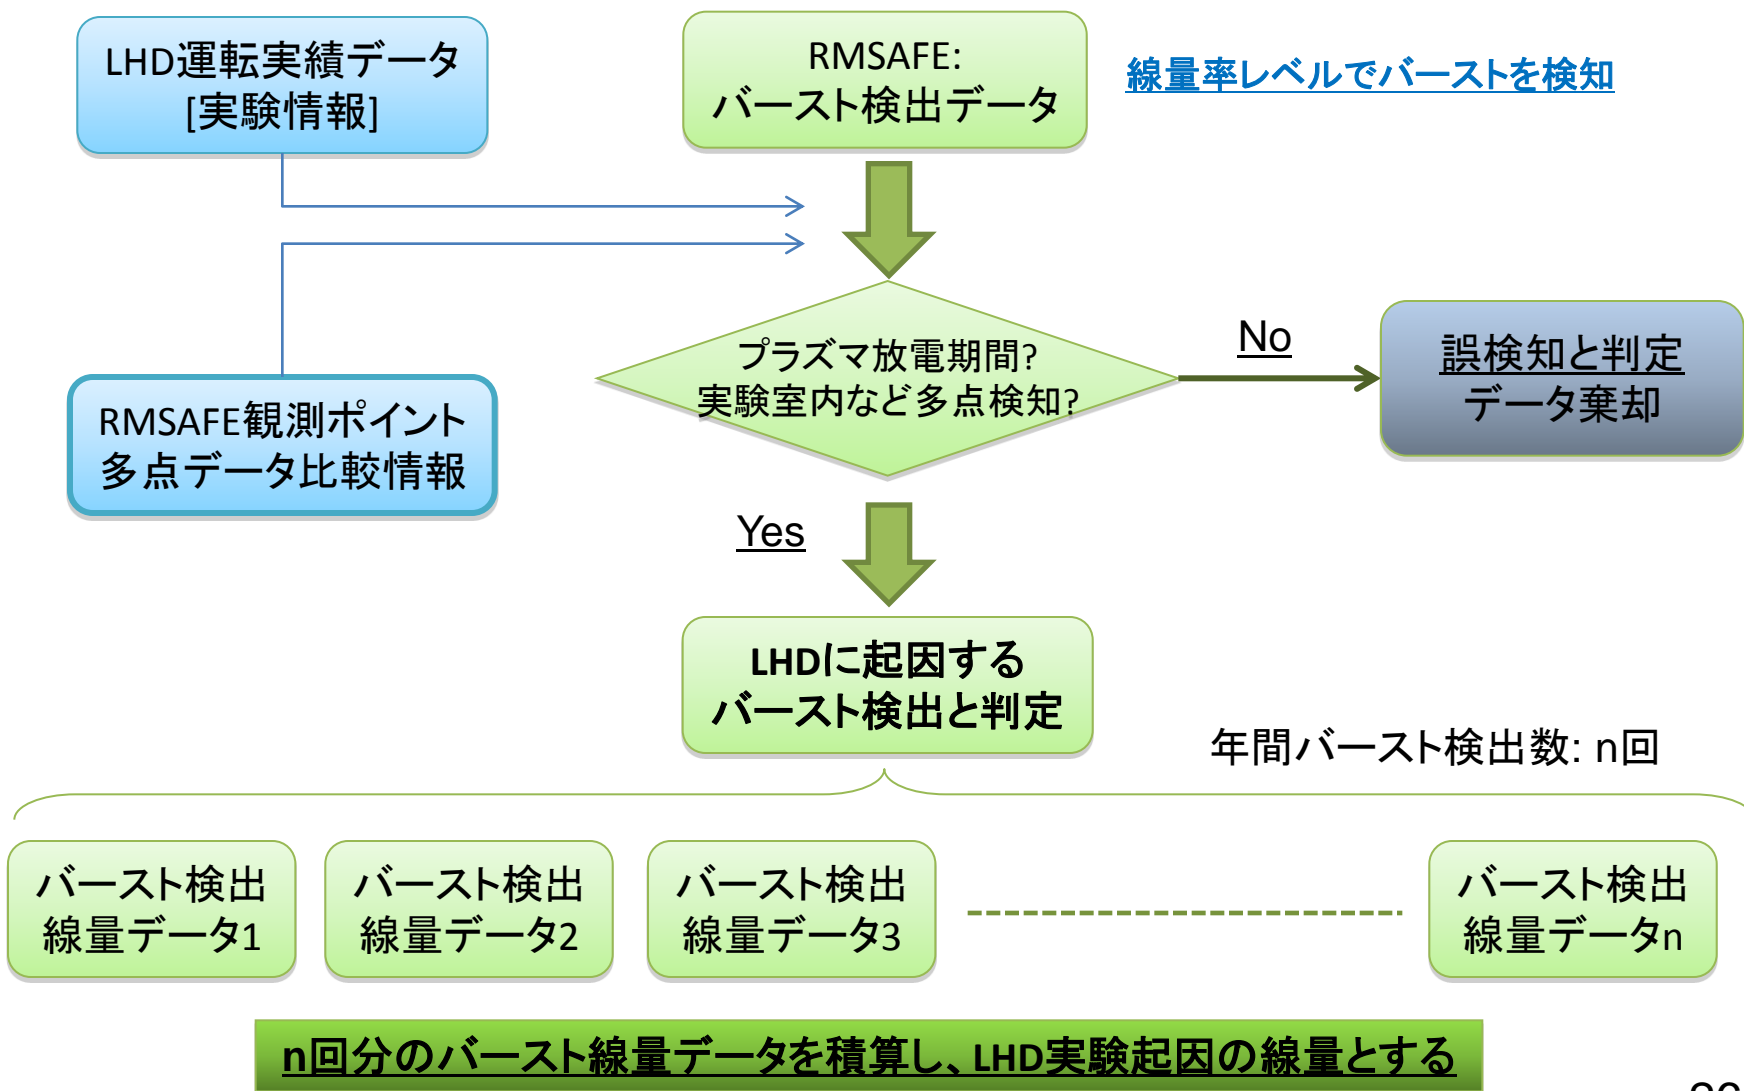 LHD運転実績データ
[実験情報]
RMSAFE:
バースト検出データ
線量率レベルでバーストを検知
プラズマ放電期間?
実験室内など多点検知?
No
誤検知と判定
データ棄却
RMSAFE観測ポイント
多点データ比較情報
Yes
LHDに起因する
バースト検出と判定
年間バースト検出数: n回
バースト検出
線量データ1
バースト検出
線量データ2
バースト検出
線量データ3
バースト検出
線量データn
n回分のバースト線量データを積算し、LHD実験起因の線量とする